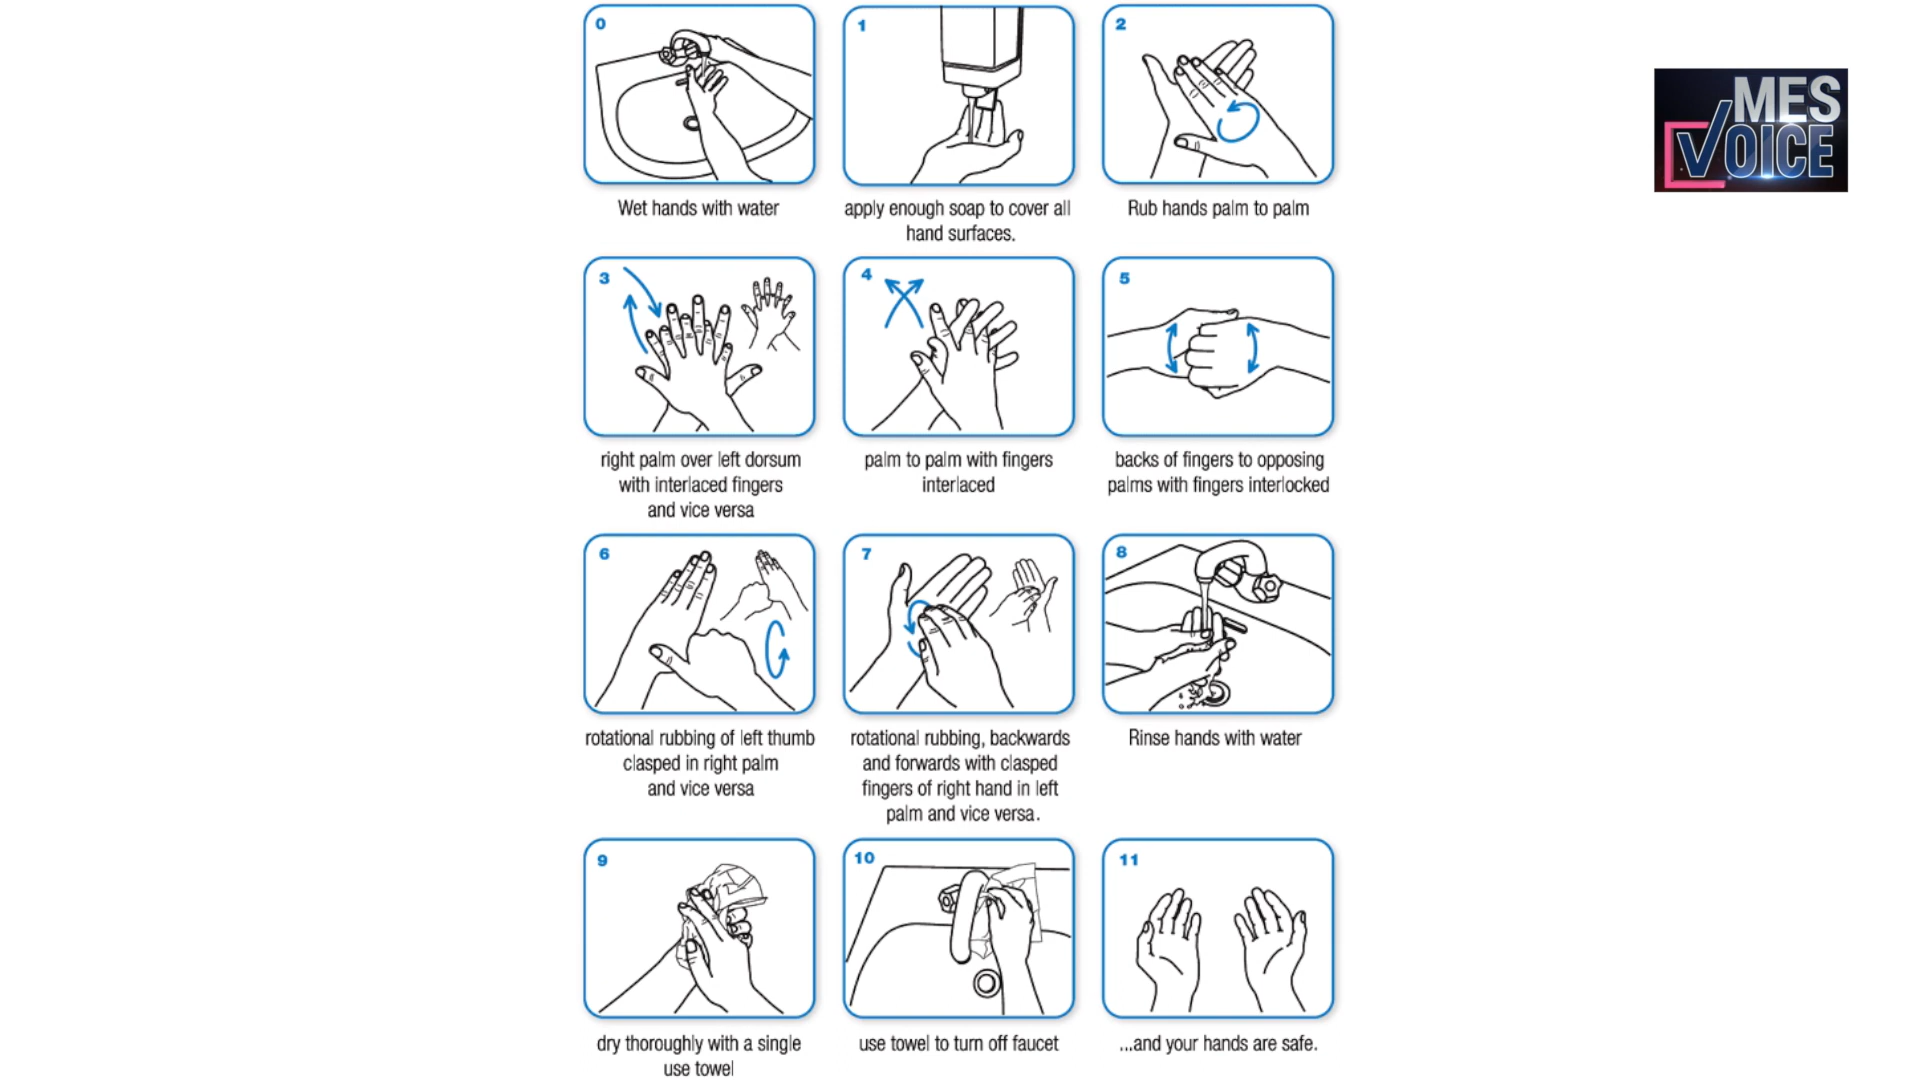 0
Wet hands with water
1
apply enough soap to cover all
hand surfaces.
2
Rub hands palm to palm
3
right palm over left dorsum
with interlaced fingers
and vice versa
4
palm to palm with fingers
interlaced
5
backs of fingers to opposing
palms with fingers interlocked
6
rotational rubbing of left thumb
clasped in right palm
and vice versa
7
rotational rubbing, backwards
and forwards with clasped
fingers of right hand in left
palm and vice versa.
8
Rinse hands with water
9
dry thoroughly with a single
use towel
10
use towel to turn off faucet
11
...and your hands are safe.
MES
VOICE